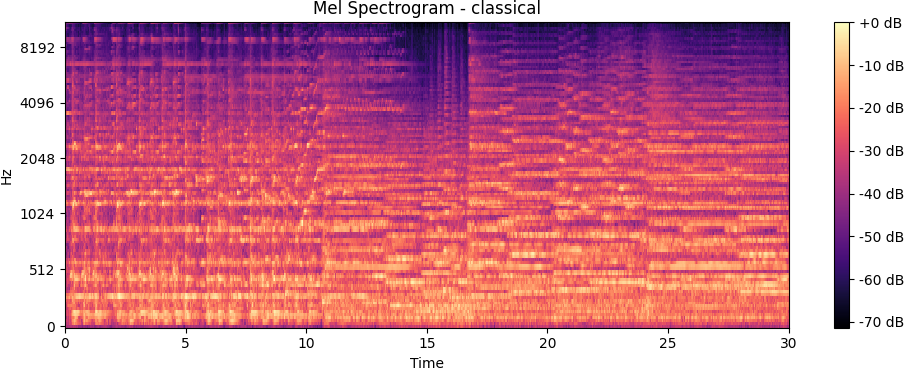 Mel Spectrogram - classical
Hz
8192
4096
2048
1024
512
0
0 5 10 15 20 25 30
Time
+0 dB
-10 dB
-20 dB
-30 dB
-40 dB
-50 dB
-60 dB
-70 dB